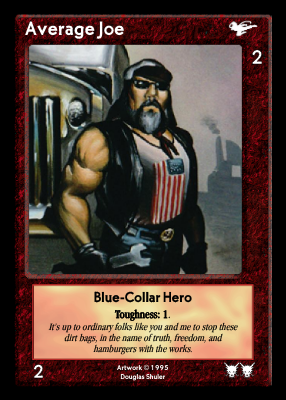 Average Joe
2
Blue-Collar Hero
Toughness: 1.
It's up to ordinary folks like you and me to stop these
dirt bags, in the name of truth, freedom, and
hamburgers with the works.
2
Artwork © 1995
Douglas Shuler